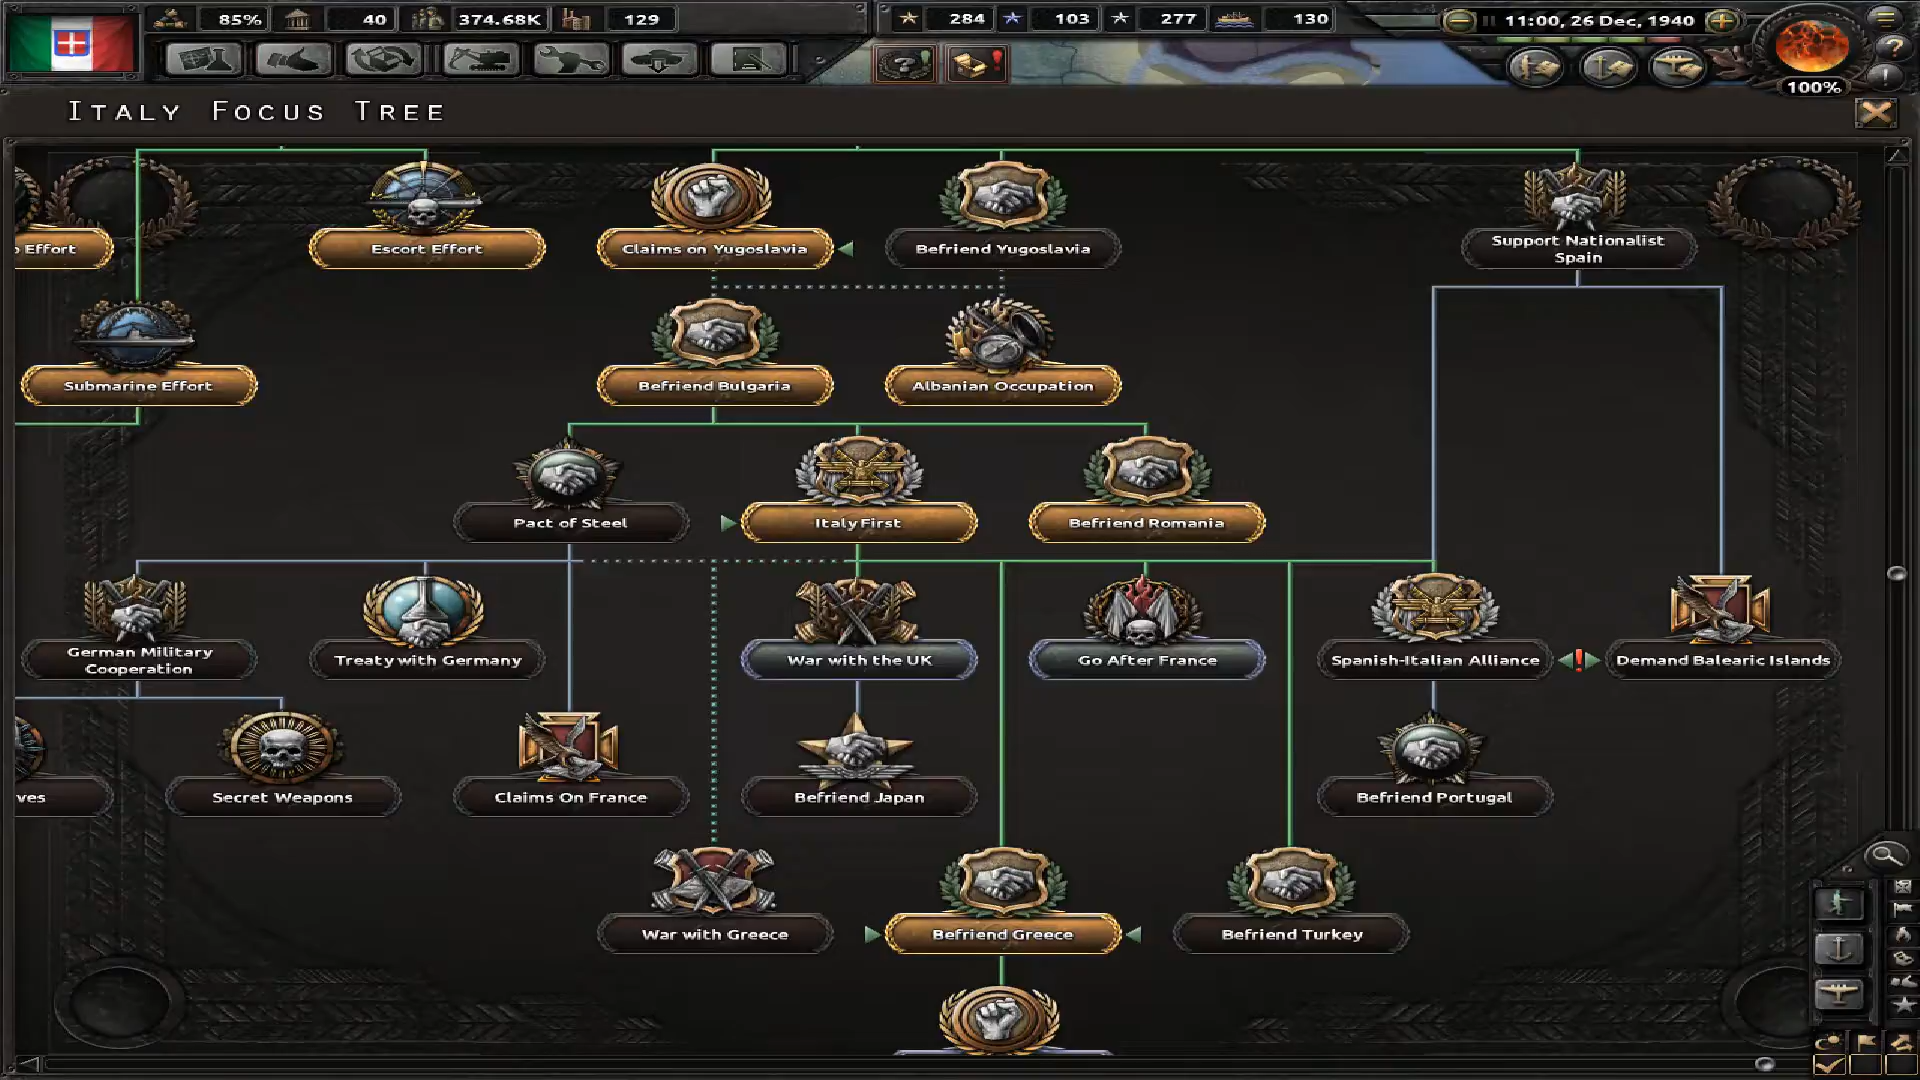 85%
40
374.68K
129
284
103
277
130
11:00, 26 Dec, 1940
100%
ITALY FOCUS TREE
Effort
Escort Effort
Claims on Yugoslavia
Befriend Yugoslavia
Support Nationalist
Spain
Submarine Effort
Befriend Bulgaria
Albanian Occupation
Pact of Steel
Italy First
Befriend Romania
German Military
Cooperation
Treaty with Germany
War with the UK
Go After France
Spanish-Italian Alliance
Demand Balearic Islands
ves
Secret Weapons
Claims On France
Befriend Japan
Befriend Portugal
War with Greece
Befriend Greece
Befriend Turkey